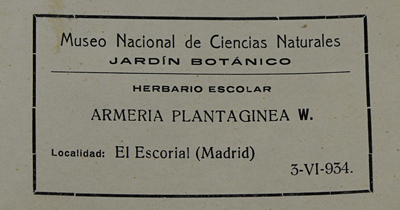 Museo Nacional de Ciencias Naturales
JARDÍN BOTÁNICO
HERBARIO ESCOLAR
ARMERIA PLANTAGINEA W.
Localidad: El Escorial (Madrid)
3-VI-934.